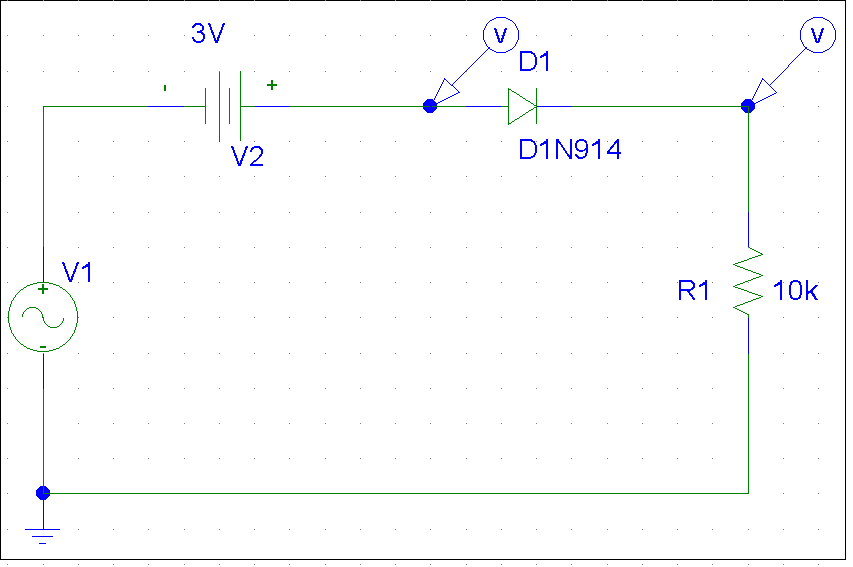 3V
V
V
D1
- +
V2
D1N914
V1
+
-
R1
10k